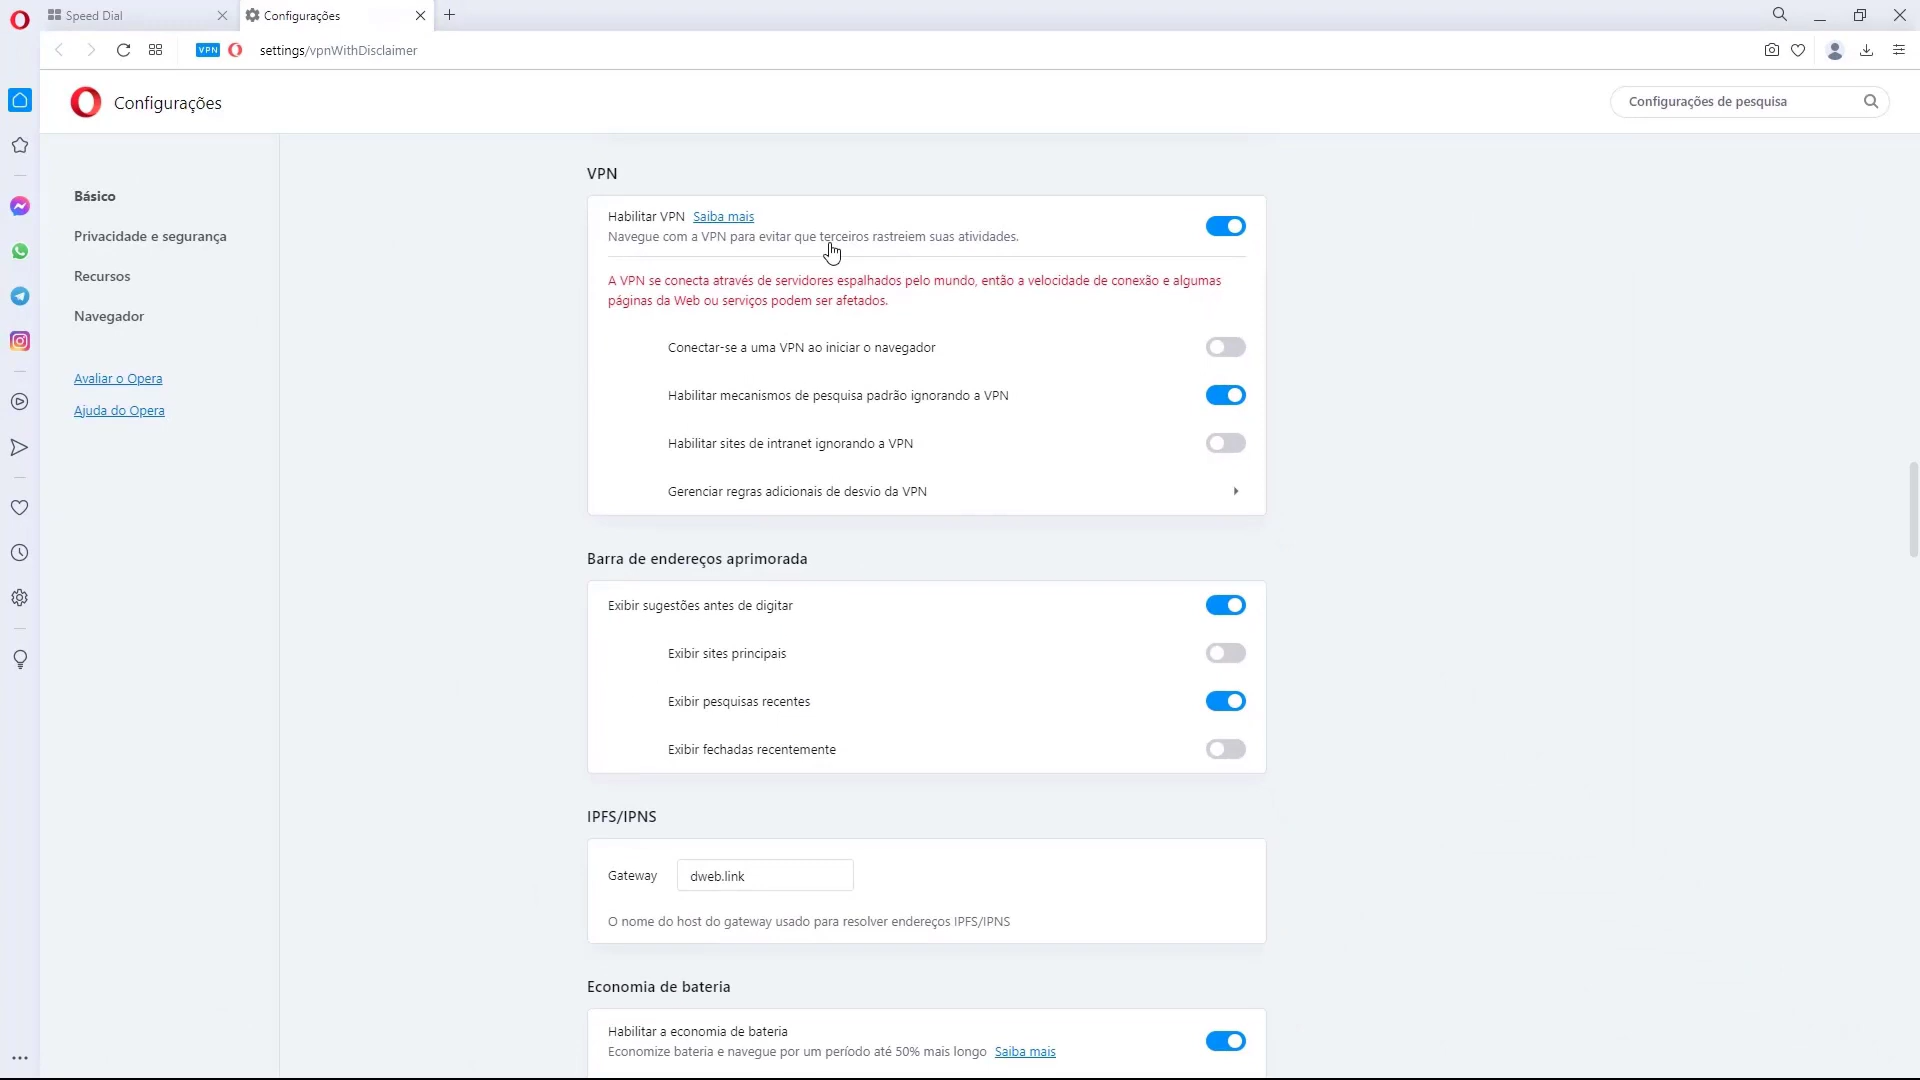 Speed Dial
Configurações
VPN
settings/vpnWithDisclaimer
Configurações
Configurações de pesquisa
Básico
Privacidade e segurança
Recursos
Navegador
Avaliar o Opera
Ajuda do Opera
VPN
Habilitar VPN Saiba mais
Navegue com a VPN para evitar que terceiros rastreiem suas atividades.
A VPN se conecta através de servidores espalhados pelo mundo, então a velocidade de conexão e algumas
páginas da Web ou serviços podem ser afetados.
Conectar-se a uma VPN ao iniciar o navegador
Habilitar mecanismos de pesquisa padrão ignorando a VPN
Habilitar sites de intranet ignorando a VPN
Gerenciar regras adicionais de desvio da VPN
Barra de endereços aprimorada
Exibir sugestões antes de digitar
Exibir sites principais
Exibir pesquisas recentes
Exibir fechadas recentemente
IPFS/IPNS
Gateway dweb.link
O nome do host do gateway usado para resolver endereços IPFS/IPNS
Economia de bateria
Habilitar a economia de bateria
Economize bateria e navegue por um período até 50% mais longo Saiba mais